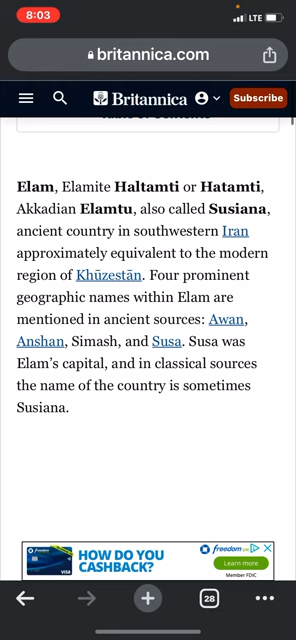 8:03
LTE
britannica.com
Britannica
Subscribe
Elam, Elamite Haltamti or Hatamti,
Akkadian Elamtu, also called Susiana,
ancient country in southwestern Iran
approximately equivalent to the modern
region of Khūzestān. Four prominent
geographic names within Elam are
mentioned in ancient sources: Awan,
Anshan, Simash, and Susa. Susa was
Elam’s capital, and in classical sources
the name of the country is sometimes
Susiana.
HOW DO YOU
CASHBACK?
freedom
Learn more
Member FDIC
VISA
28